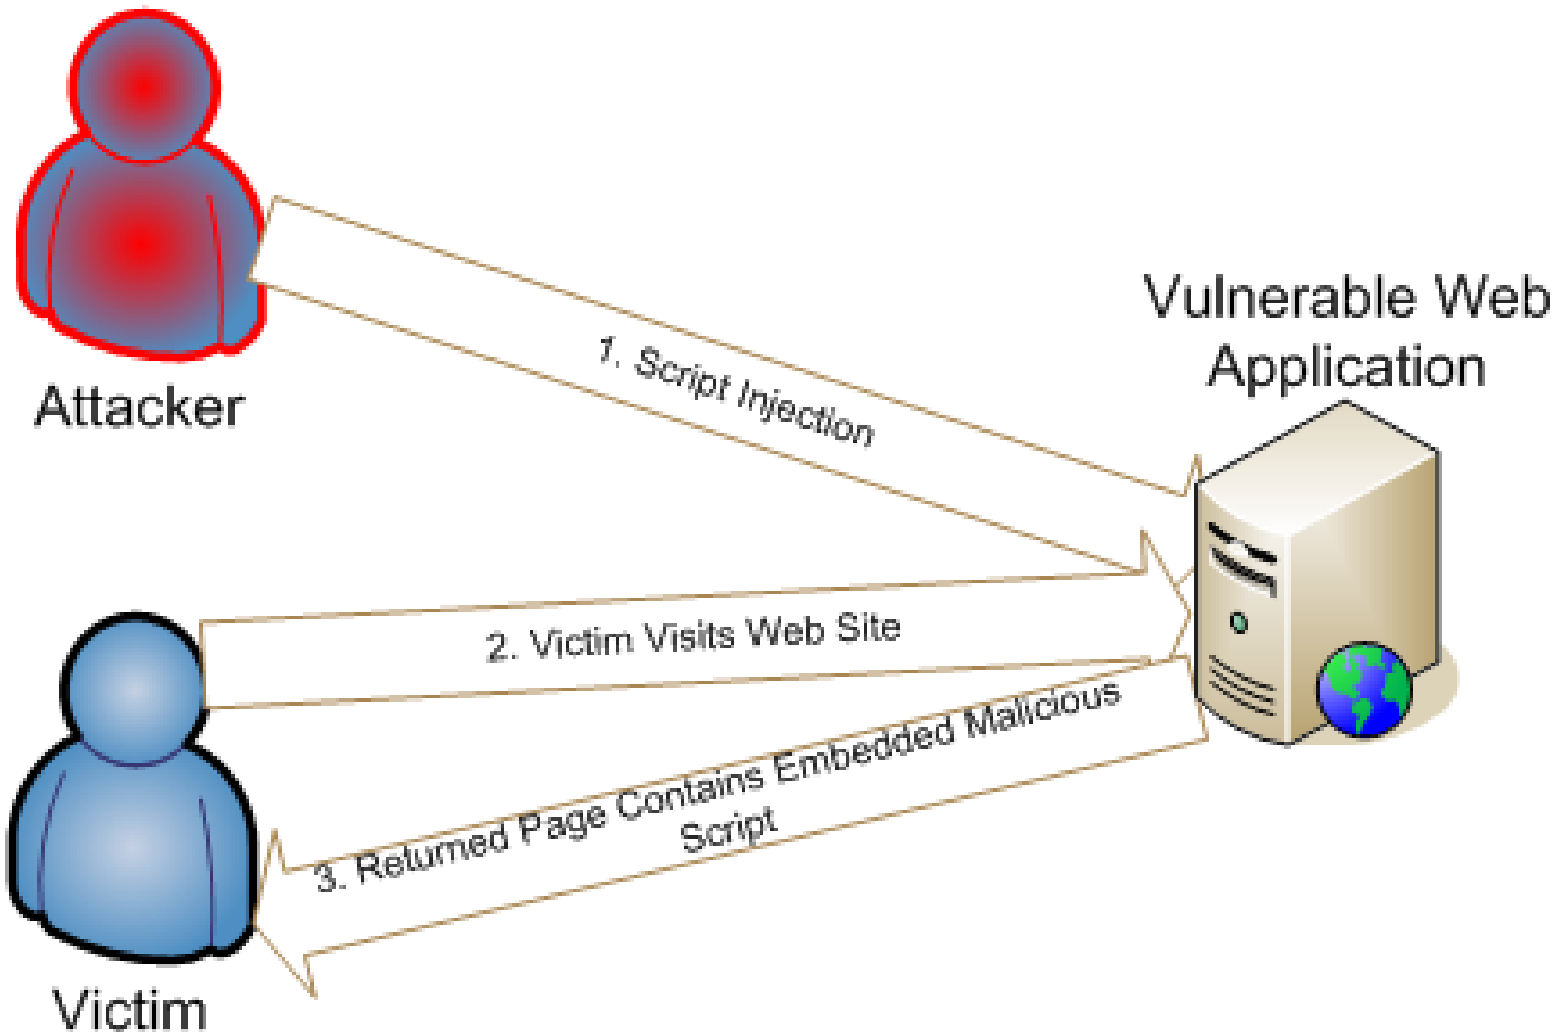 Attacker
1. Script Injection
Vulnerable Web
Application
2. Victim Visits Web Site
3. Returned Page Contains Embedded Malicious
Script
Victim